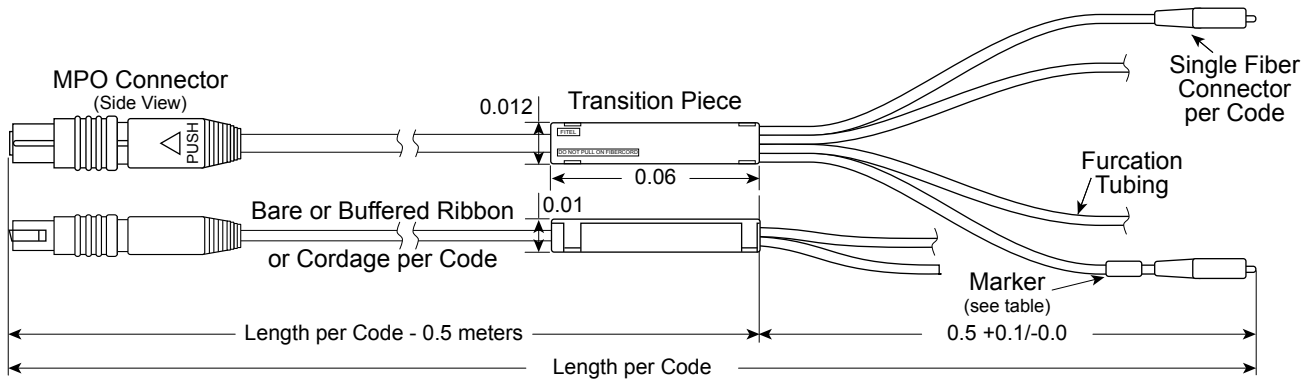 MPO Connector
(Side View)
PUSH
0.012
Transition Piece
FITEL
DO NOT PULL ON FIBERCORD
0.06
Single Fiber
Connector
per Code
Furcation
Tubing
Bare or Buffered Ribbon
or Cordage per Code
0.01
Marker
(see table)
Length per Code - 0.5 meters
0.5 +0.1/-0.0
Length per Code